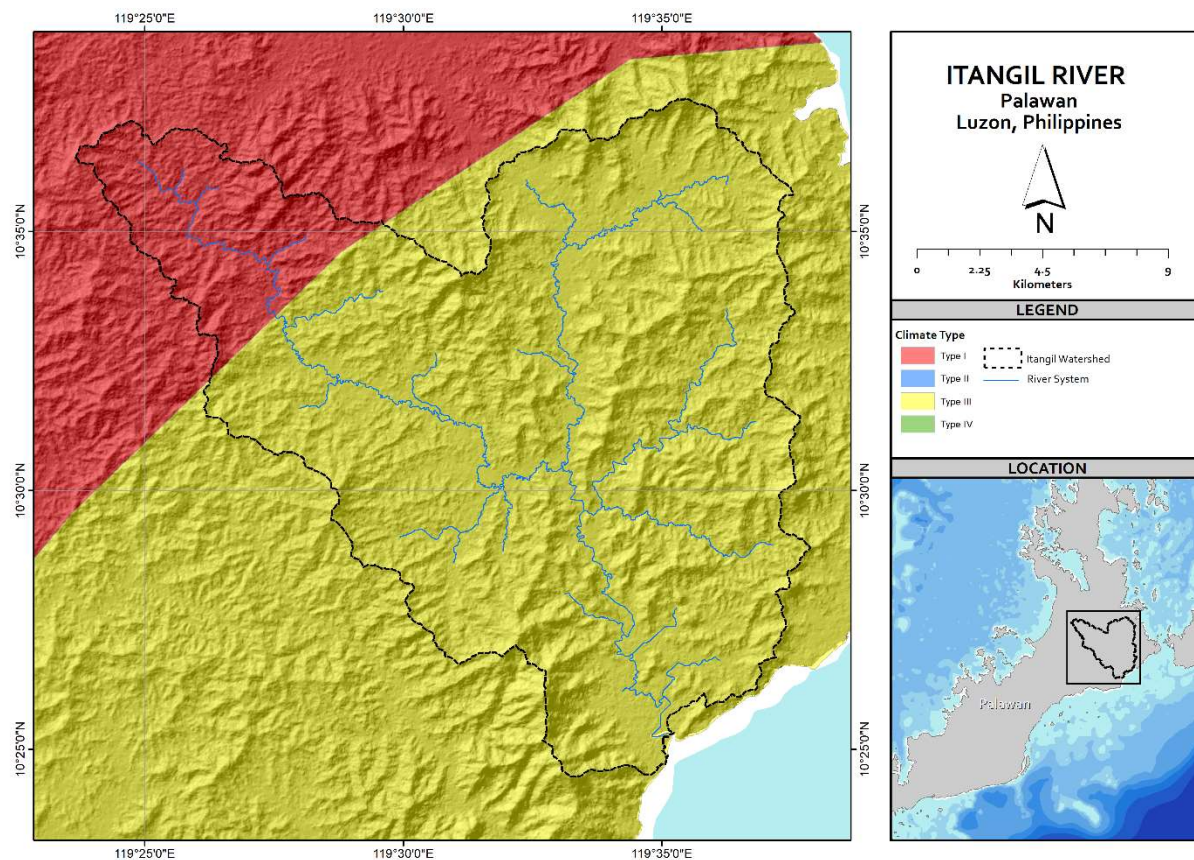 119°25'0"E 119°30'0"E 119°35'0"E
10°35'0"N 10°35'0"N
10°30'0"N 10°30'0"N
10°25'0"N 10°25'0"N
119°25'0"E 119°30'0"E 119°35'0"E
ITANGIL RIVER
Palawan
Luzon, Philippines
N
0 2.25 4.5 9
Kilometers
LEGEND
Climate Type
Type I
Type II
Type III
Type IV
Itangil Watershed
River System
LOCATION
Palawan